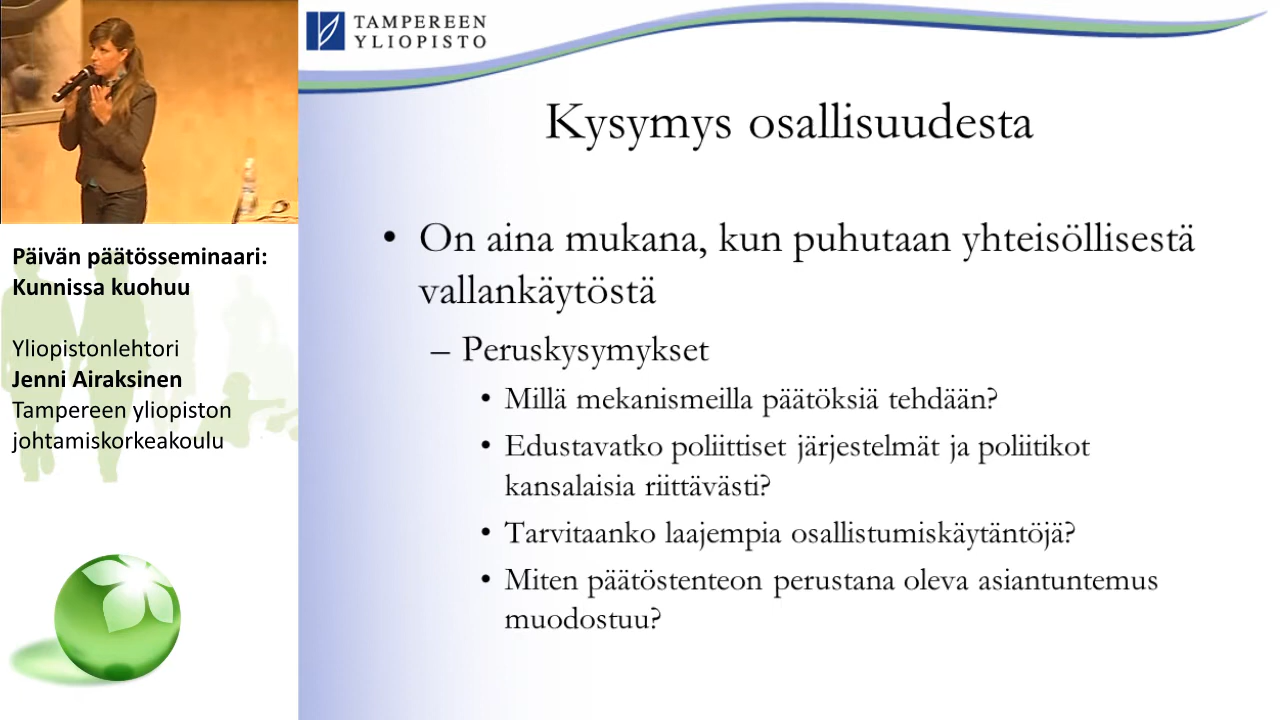 TAMPEREEN
YLIOPISTO
Kysymys osallisuudesta
• On aina mukana, kun puhutaan yhteisöllisestä
vallankäytöstä
– Peruskysymykset
• Millä mekanismeilla päätöksiä tehdään?
• Edustavatko poliittiset järjestelmät ja poliitikot
kansalaisia riittävästi?
• Tarvitaanko laajempia osallistumiskäytäntöjä?
• Miten päätöstenteon perustana oleva asiantuntemus
muodostuu?
Päivän päätösseminaari:
Kunnissa kuohuu
Yliopistonlehtori
Jenni Airaksinen
Tampereen yliopiston
johtamiskorkeakoulu